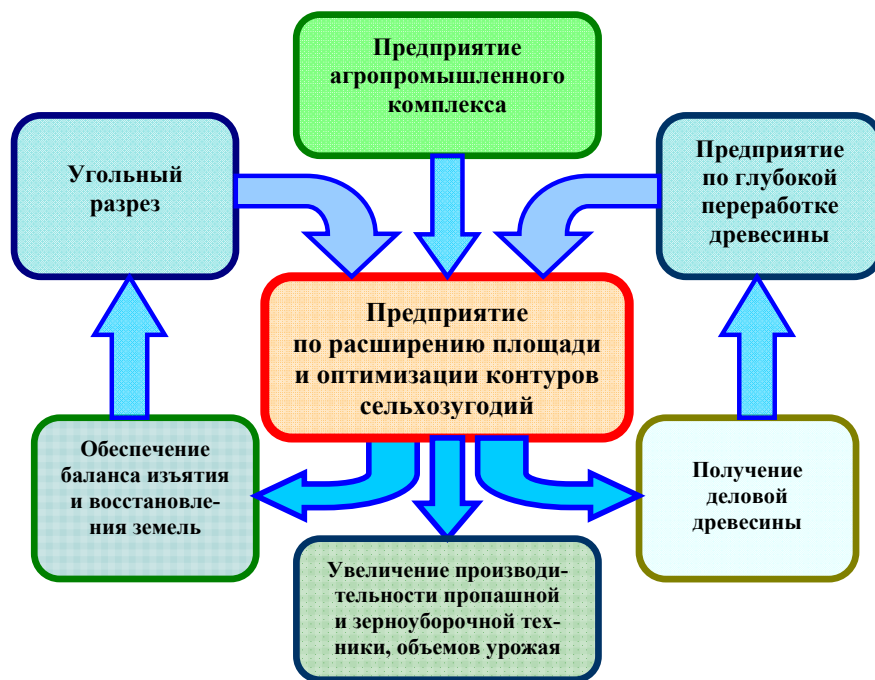 Предприятие
агропромышленного
комплекса
Угольный
разрез
Предприятие
по глубокой
переработке
древесины
Предприятие
по расширению площади
и оптимизации контуров
сельхозугодий
Обеспечение
баланса изъятия
и восстановле-
ния земель
Получение
деловой
древесины
Увеличение производи-
тельности пропашной
и зерноуборочной тех-
ники, объемов урожая